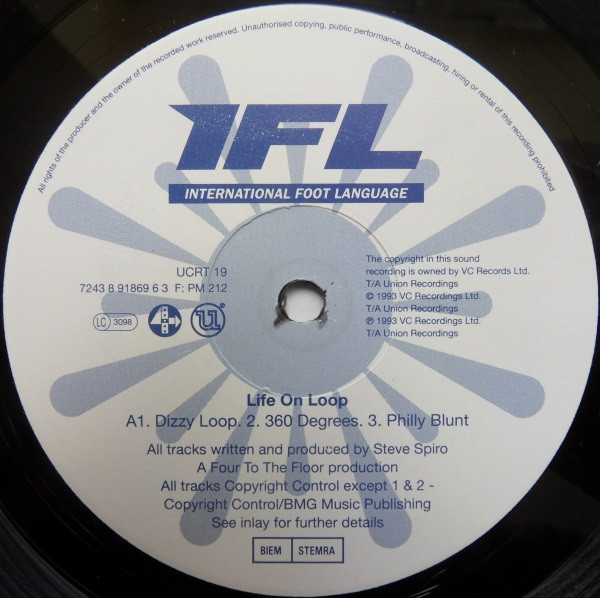 All rights of the producer and the owner of the recorded work reserved. Unauthorised copying, public performance, broadcasting, hiring or rental of this recording prohibited
IFL
INTERNATIONAL FOOT LANGUAGE
UCRT 19
7243 8 91869 6 3 F: PM 212
LC 3098
4
U
®
The copyright in this sound
recording is owned by VC Records Ltd.
T/A Union Recordings
© 1993 VC Recordings Ltd.
T/A Union Recordings
℗ 1993 VC Recordings Ltd.
T/A Union Recordings
Life On Loop
A1. Dizzy Loop. 2. 360 Degrees. 3. Philly Blunt
All tracks written and produced by Steve Spiro
A Four To The Floor production
All tracks Copyright Control except 1 & 2 -
Copyright Control/BMG Music Publishing
See inlay for further details
BIEM STEMRA